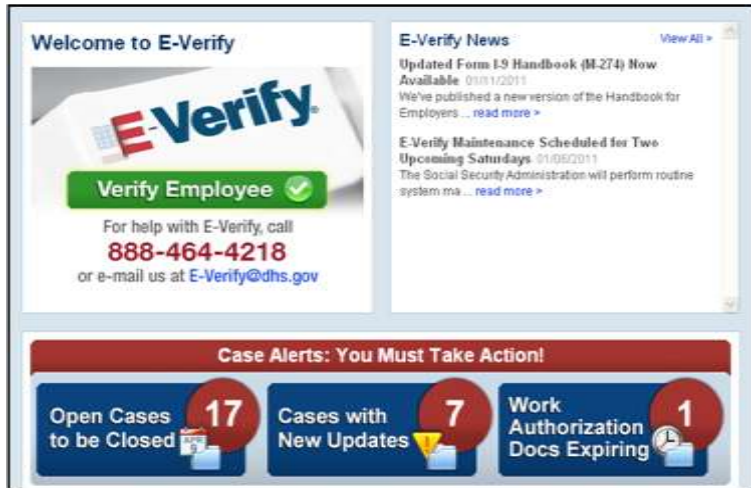 Welcome to E-Verify
E-Verify®
Verify Employee
For help with E-Verify, call
888-464-4218
or e-mail us at E-Verify@dhs.gov
E-Verify News
View All >
Updated Form I-9 Handbook (M-274) Now
Available 01/11/2011
We've published a new version of the Handbook for
Employers ... read more >
E-Verify Maintenance Scheduled for Two
Upcoming Saturdays 01/06/2011
The Social Security Administration will perform routine
system ma ... read more >
Case Alerts: You Must Take Action!
Open Cases
to be Closed
17
APR
9
Cases with
New Updates
7
Work
Authorization
Docs Expiring
1